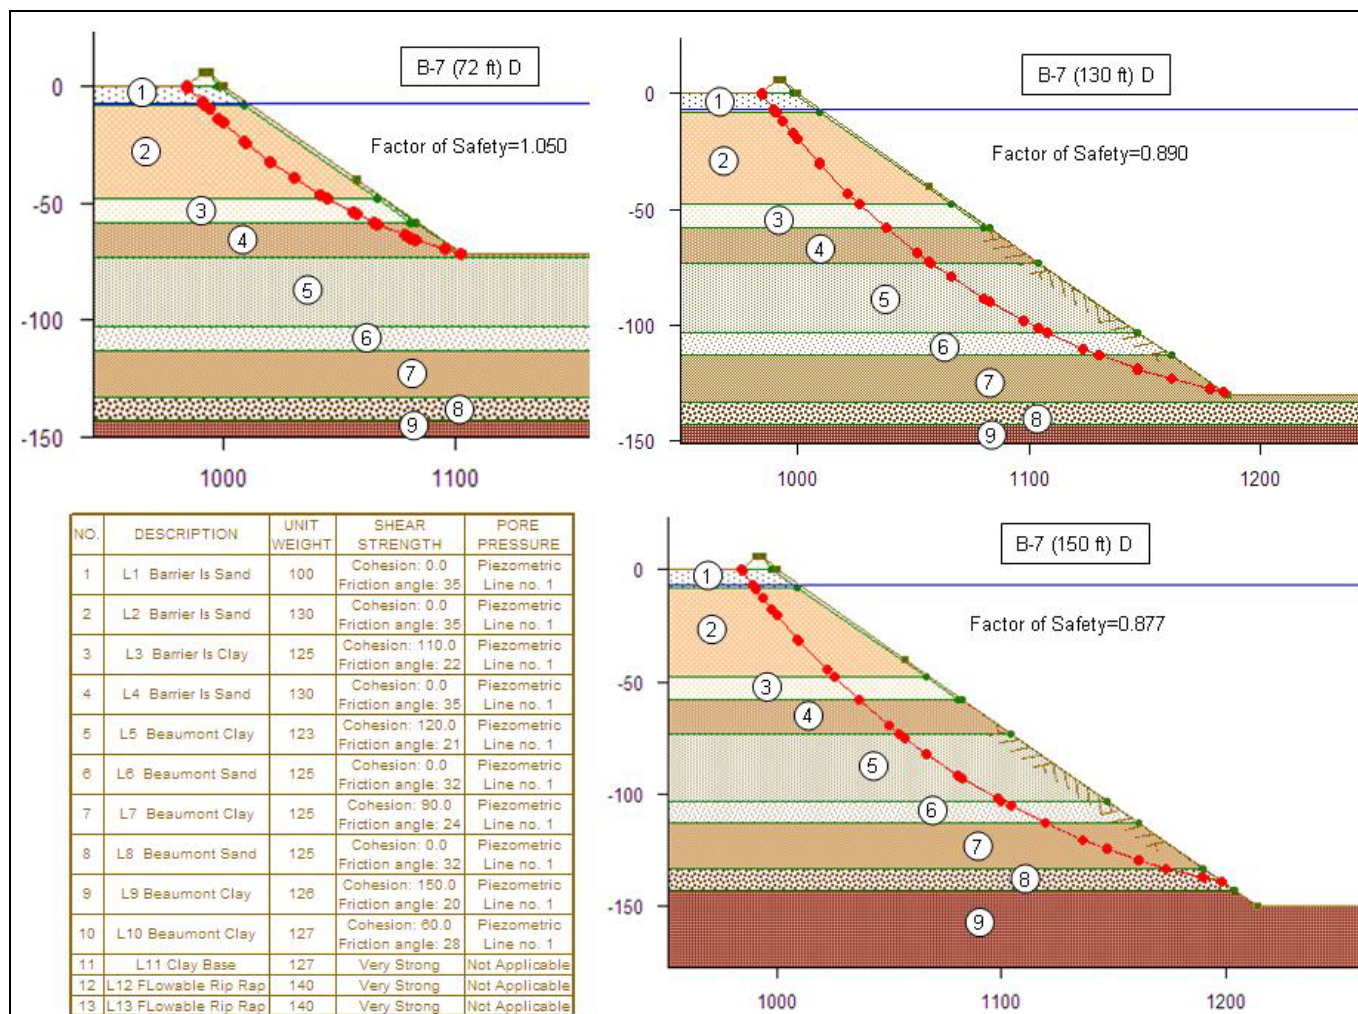 B-7 (72 ft) D
Factor of Safety=1.050
0
-50
-100
-150
1
2
3
4
5
6
7
8
9
1000
1100
B-7 (130 ft) D
Factor of Safety=0.890
0
-50
-100
-150
1
2
3
4
5
6
7
8
9
1000
1100
1200
NO. DESCRIPTION UNIT WEIGHT SHEAR STRENGTH PORE PRESSURE
1 L1 Barrier Is Sand 100 Cohesion: 0.0 Friction angle: 35 Piezometric Line no. 1
2 L2 Barrier Is Sand 130 Cohesion: 0.0 Friction angle: 35 Piezometric Line no. 1
3 L3 Barrier Is Clay 125 Cohesion: 110.0 Friction angle: 22 Piezometric Line no. 1
4 L4 Barrier Is Sand 130 Cohesion: 0.0 Friction angle: 35 Piezometric Line no. 1
5 L5 Beaumont Clay 123 Cohesion: 120.0 Friction angle: 21 Piezometric Line no. 1
6 L6 Beaumont Sand 125 Cohesion: 0.0 Friction angle: 32 Piezometric Line no. 1
7 L7 Beaumont Clay 125 Cohesion: 90.0 Friction angle: 24 Piezometric Line no. 1
8 L8 Beaumont Sand 125 Cohesion: 0.0 Friction angle: 32 Piezometric Line no. 1
9 L9 Beaumont Clay 126 Cohesion: 150.0 Friction angle: 20 Piezometric Line no. 1
10 L10 Beaumont Clay 127 Cohesion: 60.0 Friction angle: 28 Piezometric Line no. 1
11 L11 Clay Base 127 Very Strong Not Applicable
12 L12 FLowable Rip Rap 140 Very Strong Not Applicable
13 L13 FLowable Rip Rap 140 Very Strong Not Applicable
B-7 (150 ft) D
Factor of Safety=0.877
0
-50
-100
-150
1
2
3
4
5
6
7
8
9
1000
1100
1200